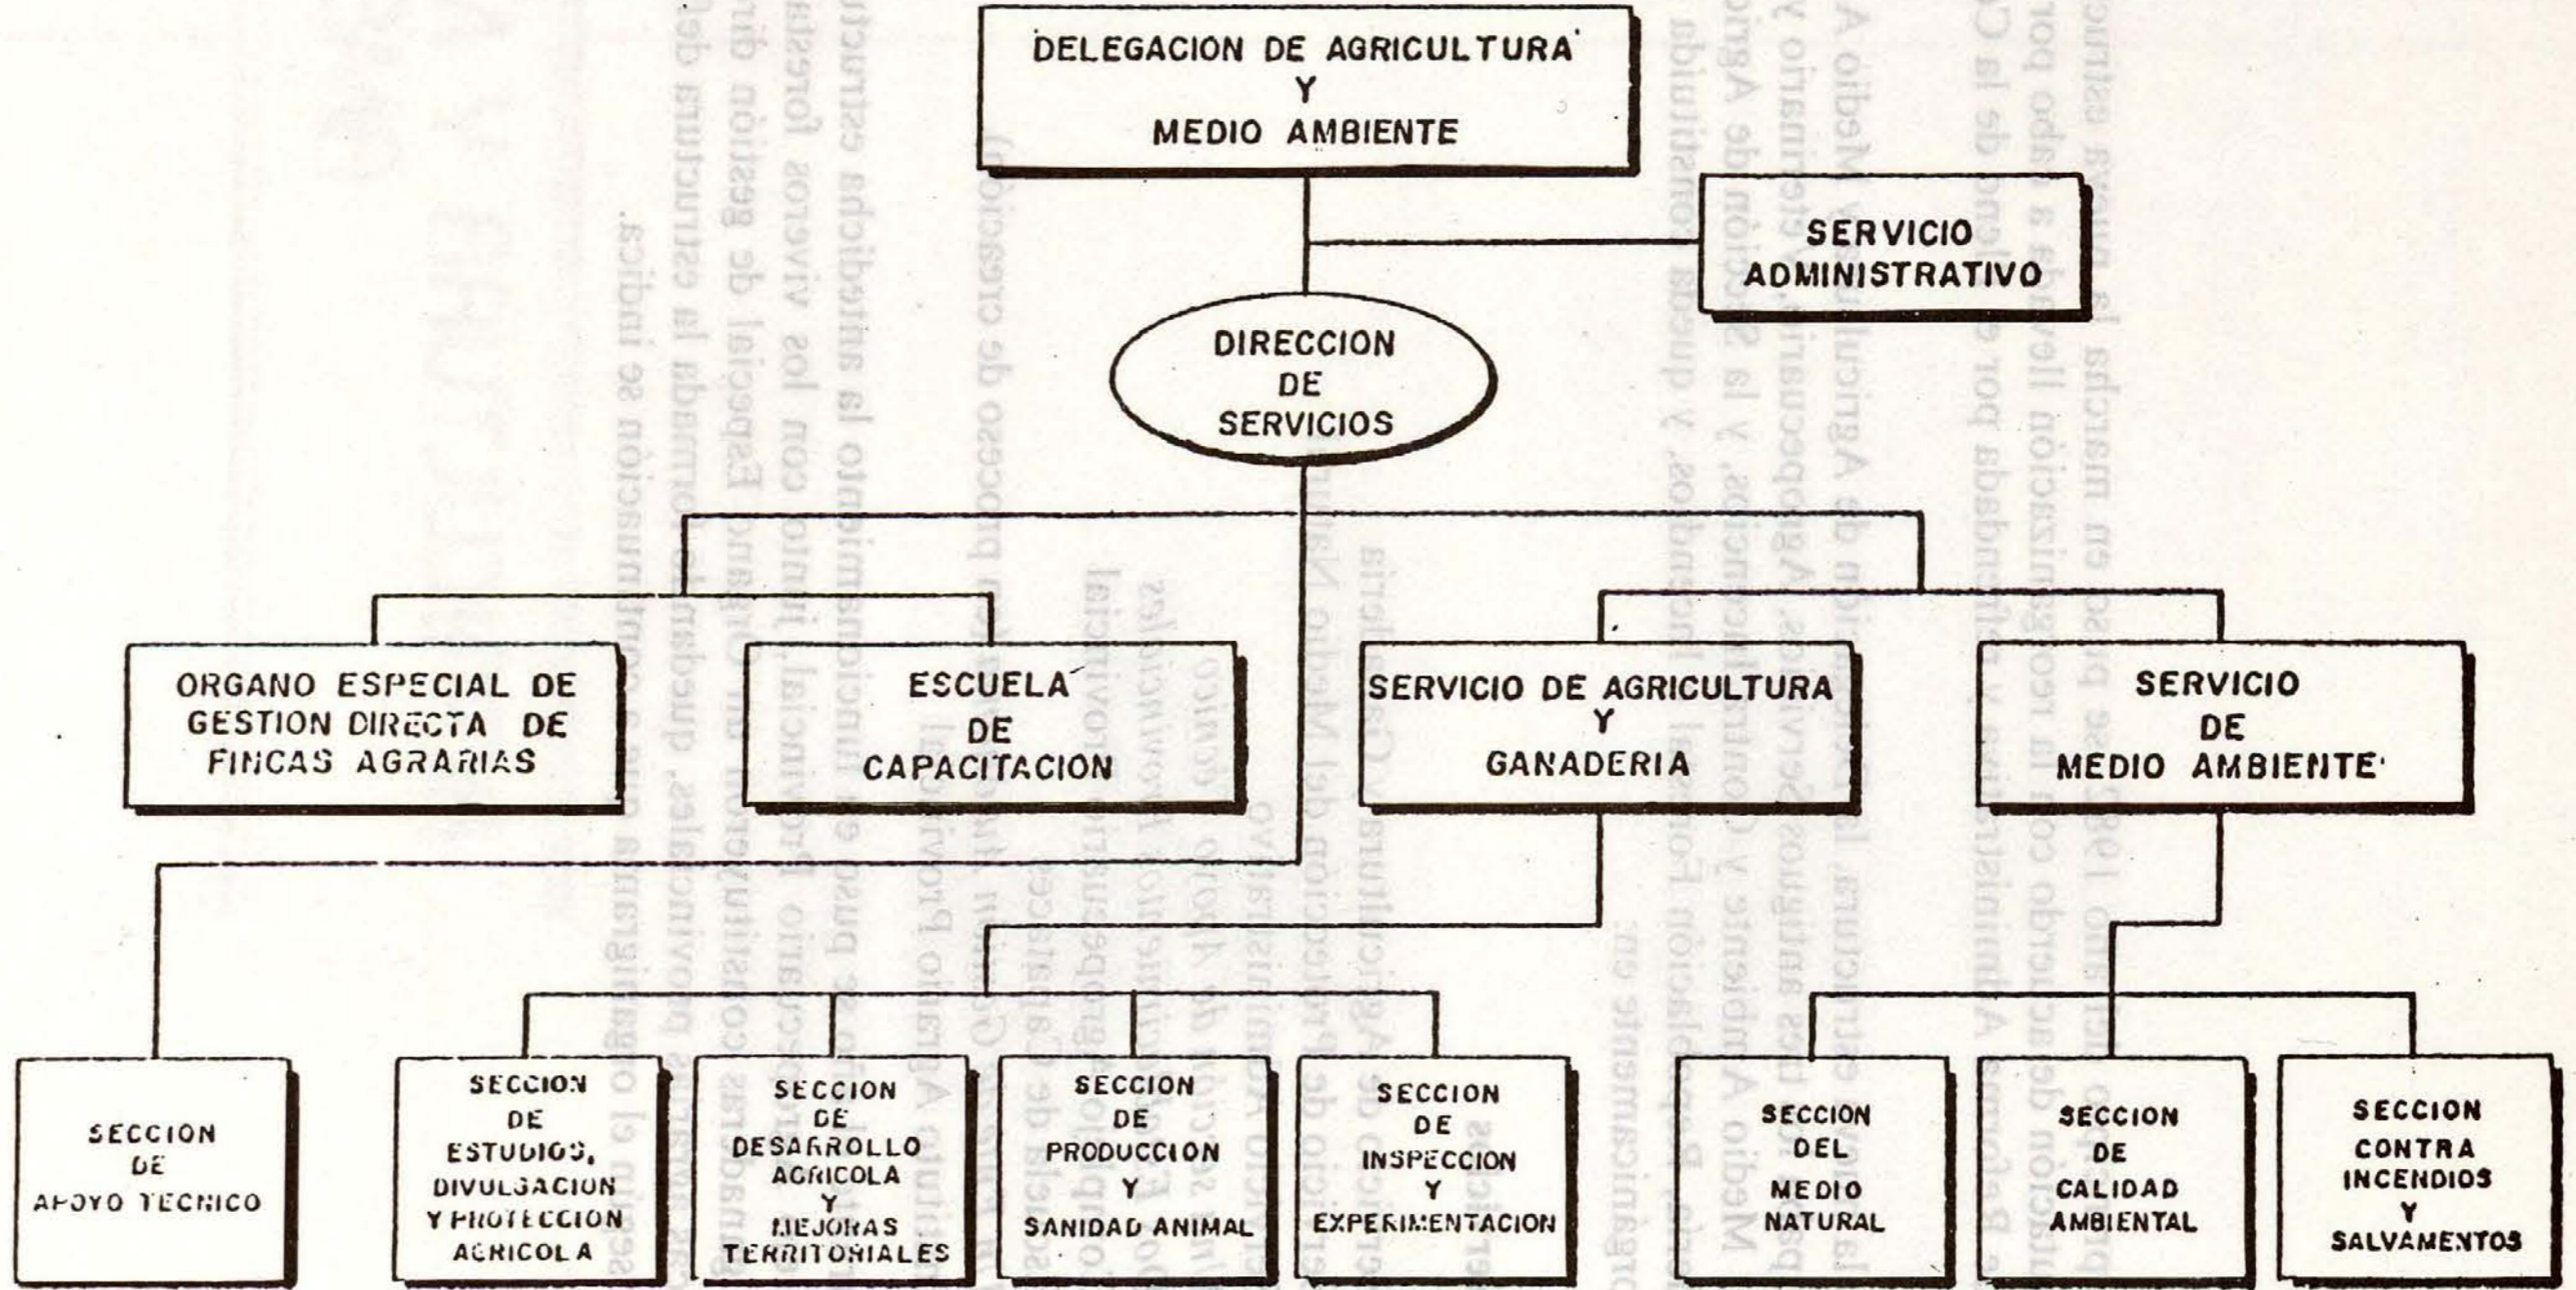 DELEGACION DE AGRICULTURA
Y
MEDIO AMBIENTE
SERVICIO
ADMINISTRATIVO
DIRECCION
DE
SERVICIOS
ORGANO ESPECIAL DE
GESTION DIRECTA DE
FINCAS AGRARIAS
ESCUELA
DE
CAPACITACION
SERVICIO DE AGRICULTURA
Y
GANADERIA
SERVICIO
DE
MEDIO AMBIENTE
SECCION
DE
APOYO TECNICO
SECCION
DE
ESTUDIOS,
DIVULGACION
Y PROTECCION
AGRICOLA
SECCION
DE
DESARROLLO
AGRICOLA
Y
MEJORAS
TERRITORIALES
SECCION
DE
PRODUCCION
Y
SANIDAD ANIMAL
SECCION
DE
INSPECCION
Y
EXPERIMENTACION
SECCION
DEL
MEDIO
NATURAL
SECCION
DE
CALIDAD
AMBIENTAL
SECCION
CONTRA
INCENDIOS
Y
SALVAMENTOS